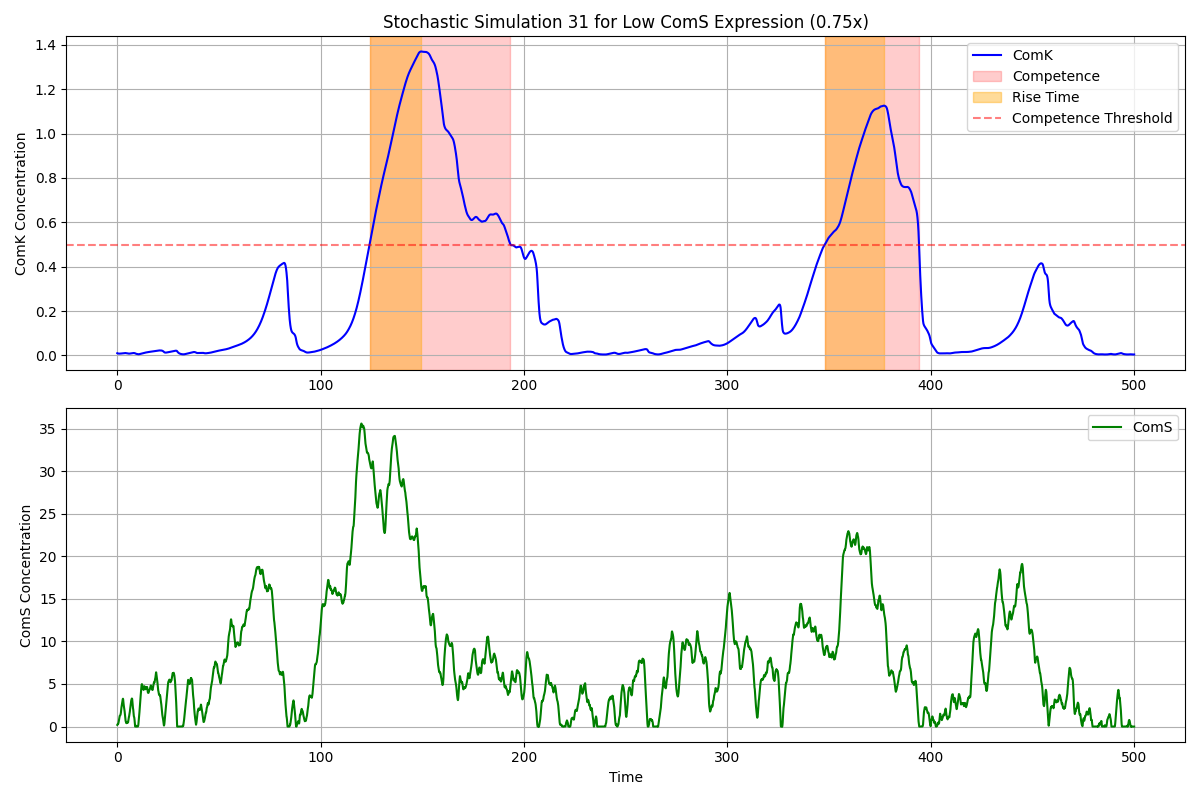 Stochastic Simulation 31 for Low ComS Expression (0.75x)
ComK Concentration
1.4
1.2
1.0
0.8
0.6
0.4
0.2
0.0
ComK
Competence
Rise Time
Competence Threshold
0 100 200 300 400 500
ComS Concentration
35
30
25
20
15
10
5
0
ComS
0 100 200 300 400 500
Time